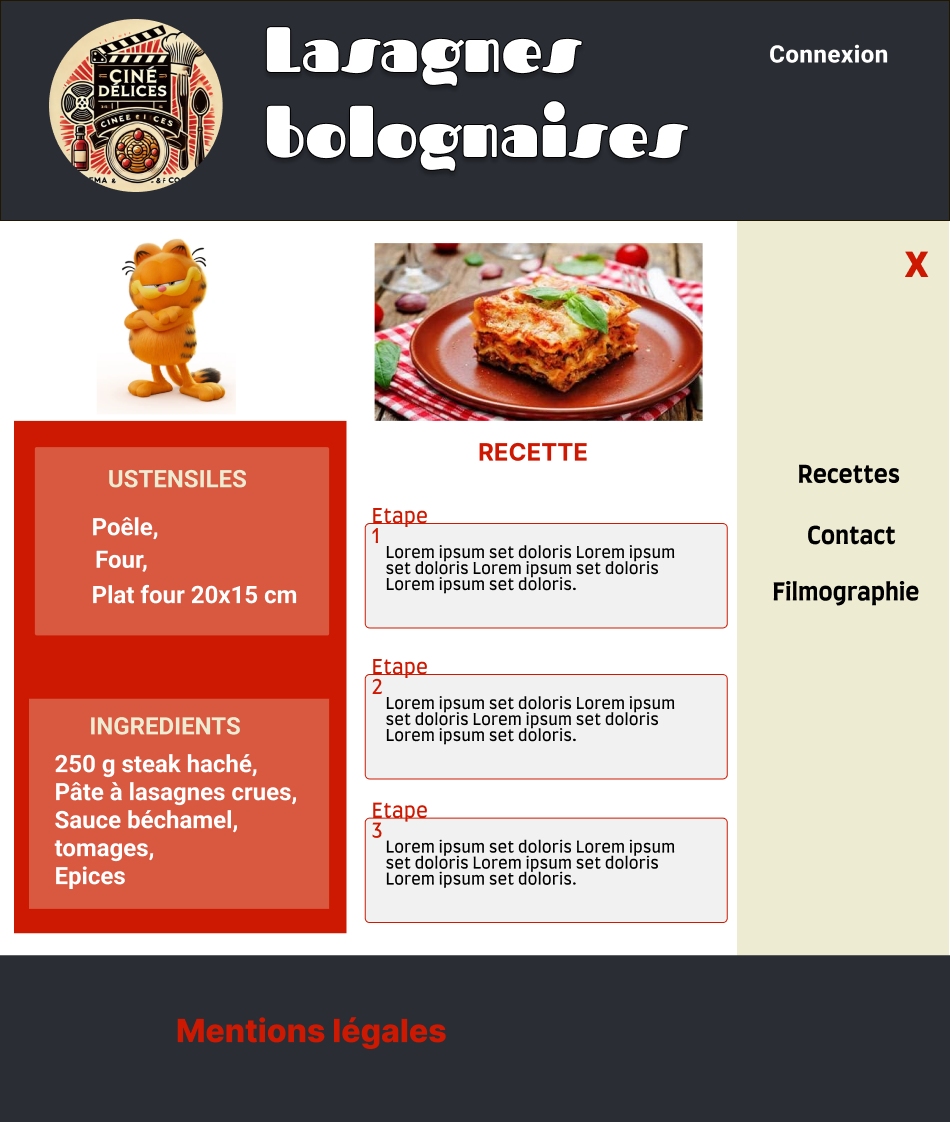 CINÉ
DÉLICES
Lasagnes
bolognaises
Connexion
X
Recettes
Contact
Filmographie
USTENSILES
Poêle,
Four,
Plat four 20x15 cm
INGREDIENTS
250 g steak haché,
Pâte à lasagnes crues,
Sauce béchamel,
tomages,
Epices
RECETTE
Etape
1
Lorem ipsum set doloris Lorem ipsum
set doloris Lorem ipsum set doloris
Lorem ipsum set doloris.
Etape
2
Lorem ipsum set doloris Lorem ipsum
set doloris Lorem ipsum set doloris
Lorem ipsum set doloris.
Etape
3
Lorem ipsum set doloris Lorem ipsum
set doloris Lorem ipsum set doloris
Lorem ipsum set doloris.
Mentions légales